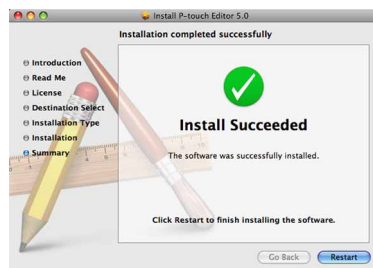 Install P-touch Editor 5.0
Installation completed successfully
Introduction
Read Me
License
Destination Select
Installation Type
Installation
Summary
Install Succeeded
The software was successfully installed.
Click Restart to finish installing the software.
Go Back
Restart